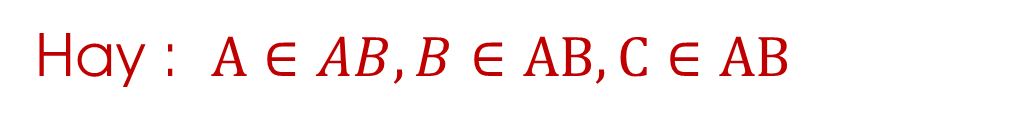 Hay : A ∈ AB, B ∈ AB, C ∈ AB